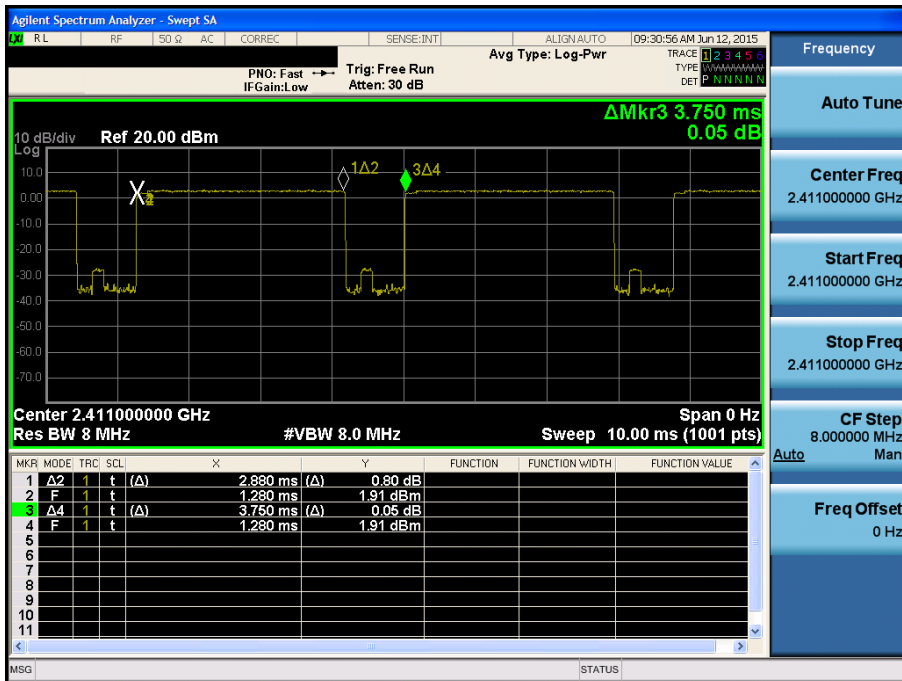 Agilent Spectrum Analyzer - Swept SA
LXI RL RF 50 Ω AC CORREC SENSE:INT ALIGN AUTO 09:30:56 AM Jun 12, 2015
Frequency
Avg Type: Log-Pwr
TRACE 1 2 3 4 5 6
TYPE
DET P N N N N N
PNO: Fast
IFGain:Low
Trig: Free Run
Atten: 30 dB
Auto Tune
ΔMkr3 3.750 ms
0.05 dB
10 dB/div Ref 20.00 dBm
Log
10.0
0.00
-10.0
-20.0
-30.0
-40.0
-50.0
-60.0
-70.0
1Δ2
3Δ4
Center Freq
2.411000000 GHz
Start Freq
2.411000000 GHz
Stop Freq
2.411000000 GHz
Center 2.411000000 GHz Span 0 Hz
Res BW 8 MHz #VBW 8.0 MHz Sweep 10.00 ms (1001 pts)
CF Step
8.000000 MHz
Auto Man
Freq Offset
0 Hz
MKR MODE TRC SCL X Y FUNCTION FUNCTION WIDTH FUNCTION VALUE
1 Δ2 1 t (Δ) 2.880 ms (Δ) 0.80 dB
2 F 1 t 1.280 ms 1.91 dBm
3 Δ4 1 t (Δ) 3.750 ms (Δ) 0.05 dB
4 F 1 t 1.280 ms 1.91 dBm
5
6
7
8
9
10
11
MSG STATUS